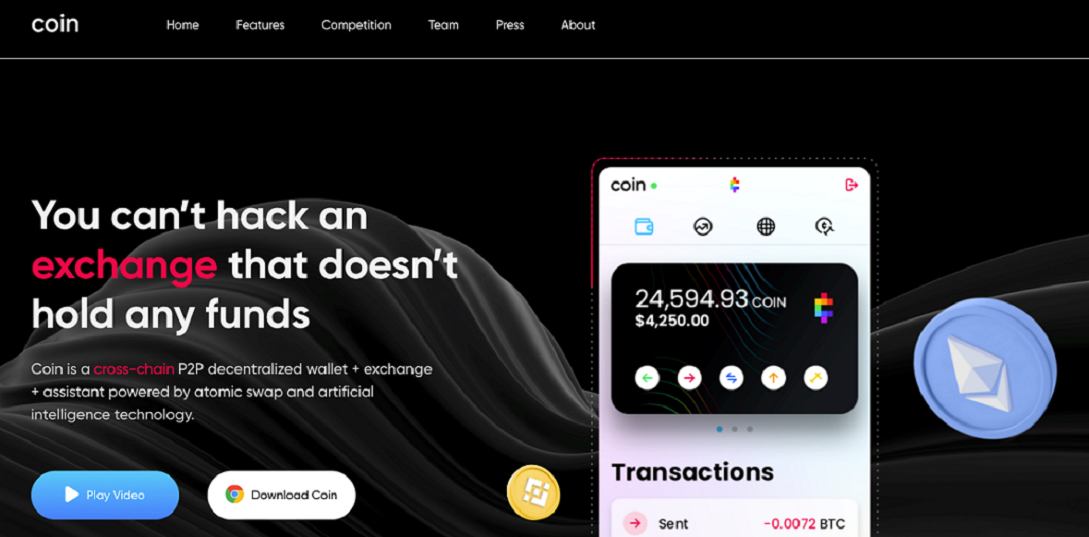 coin
Home Features Competition Team Press About
You can't hack an
exchange that doesn't
hold any funds
Coin is a cross-chain P2P decentralized wallet + exchange
+ assistant powered by atomic swap and artificial
intelligence technology.
Play Video Download Coin
coin
24,594.93 COIN
$4,250.00
Transactions
Sent -0.0072 BTC